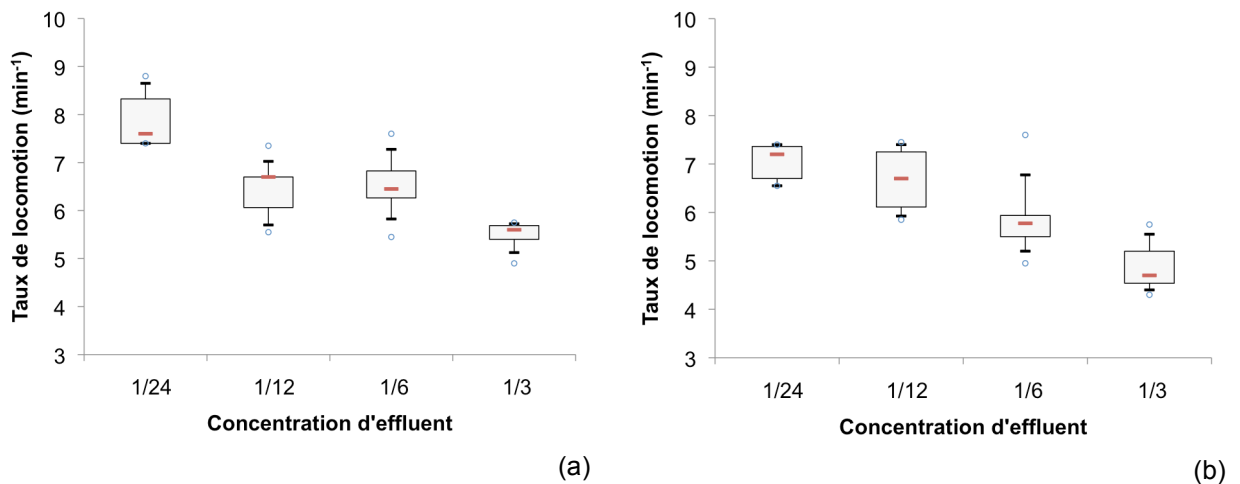 10
9
8
7
6
5
4
3
Taux de locomotion (min-1)
1/24 1/12 1/6 1/3
Concentration d'effluent
(a)
10
9
8
7
6
5
4
3
Taux de locomotion (min-1)
1/24 1/12 1/6 1/3
Concentration d'effluent
(b)